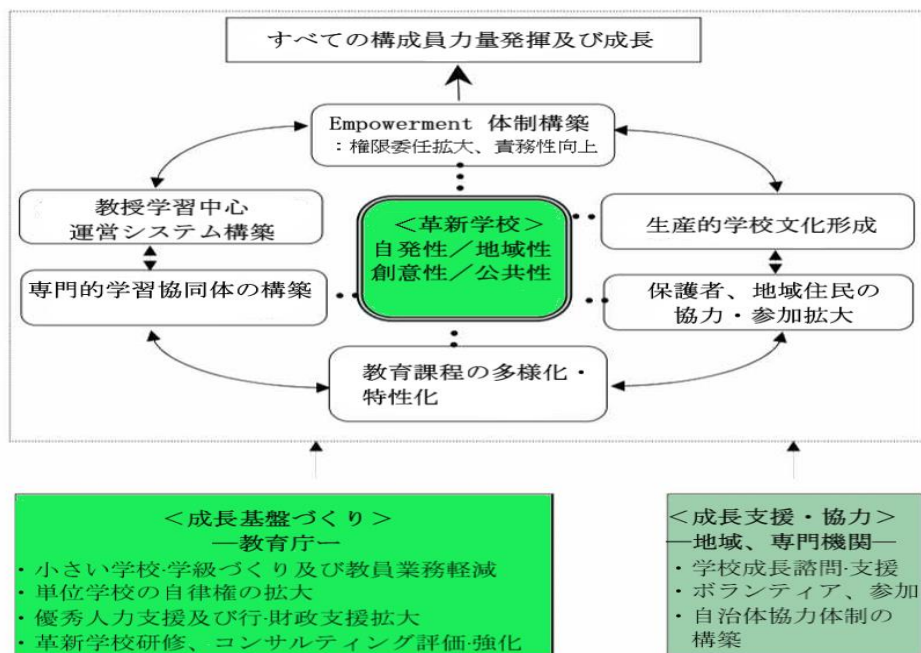 すべての構成員力量発揮及び成長
Empowerment 体制構築
：権限委任拡大、責務性向上
教授学習中心
運営システム構築
＜革新学校＞
自発性／地域性
創意性／公共性
生産的学校文化形成
専門的学習協同体の構築
保護者、地域住民の
協力・参加拡大
教育課程の多様化・
特性化
＜成長基盤づくり＞
―教育庁―
・小さい学校·学級づくり及び教員業務軽減
・単位学校の自律権の拡大
・優秀人力支援及び行·財政支援拡大
・革新学校研修、コンサルティング評価·強化
＜成長支援・協力＞
―地域、専門機関―
・学校成長諮問·支援
・ボランティア、参加
・自治体協力体制の
構築